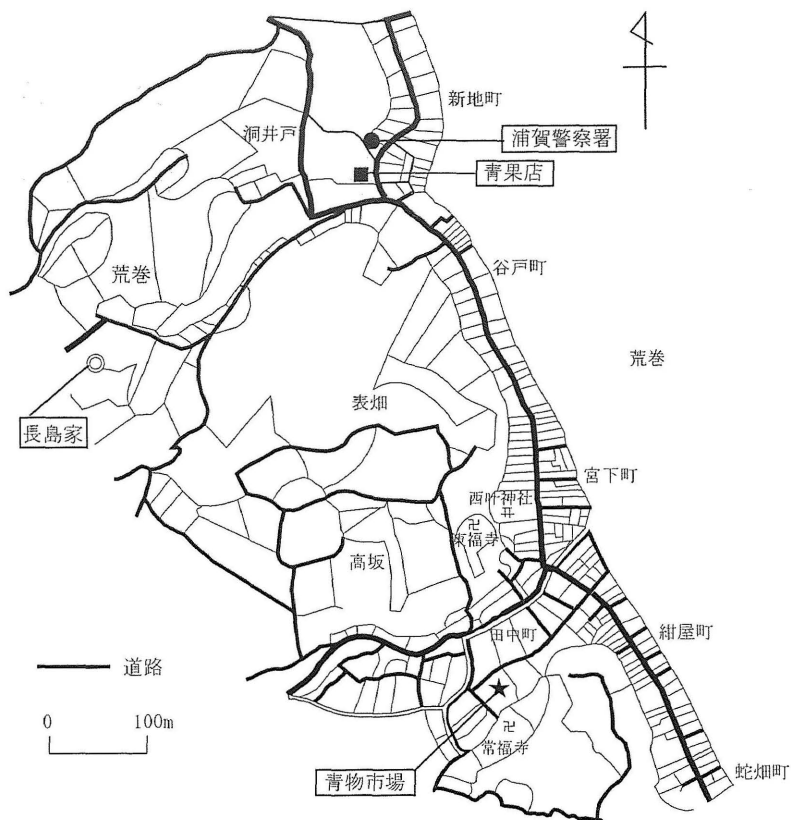 新地町
洞井戸
浦賀警察署
青果店
谷戸町
荒巻
荒巻
表畑
長島家
宮下町
西叶神社
東福寺
高坂
紺屋町
田中町
道路
0 100m
常福寺
青物市場
蛇畑町